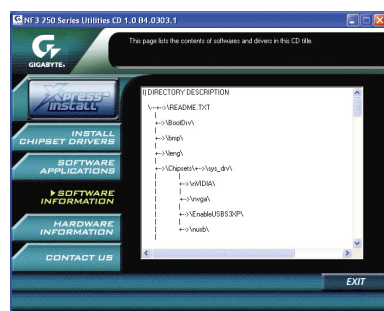 NF3 250 Series Utilities CD 1.0 B4.0303.1
This page lists the contents of softwares and drivers in this CD title.
GIGABYTE
Xpress-
INSTALL
INSTALL
CHIPSET DRIVERS
SOFTWARE
APPLICATIONS
SOFTWARE
INFORMATION
HARDWARE
INFORMATION
CONTACT US
I) DIRECTORY DESCRIPTION
\---+-->\README.TXT
|
+-->\BootDrv\
|
+-->\bmp\
|
+-->\leng\
|
+-->\Chipsets\+-->\sys_drv\
| |
| +-->\nVIDIA\
| |
| +-->\nvga\
| |
| +-->\EnableUSBS3XP\
| |
| +-->\nusb\
EXIT